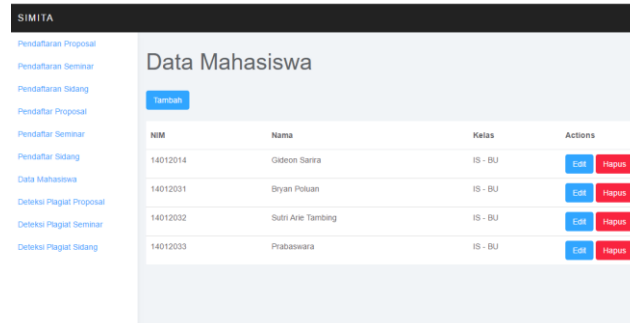 SIMITA
Pendaftaran Proposal
Pendaftaran Seminar
Pendaftaran Sidang
Pendaftar Proposal
Pendaftar Seminar
Pendaftar Sidang
Data Mahasiswa
Deteksi Plagiat Proposal
Deteksi Plagiat Seminar
Deteksi Plagiat Sidang
Data Mahasiswa
Tambah
NIM Nama Kelas Actions
14012014 Gideon Sarira IS - BU Edit Hapus
14012031 Bryan Poluan IS - BU Edit Hapus
14012032 Sutri Arie Tambing IS - BU Edit Hapus
14012033 Prabaswara IS - BU Edit Hapus